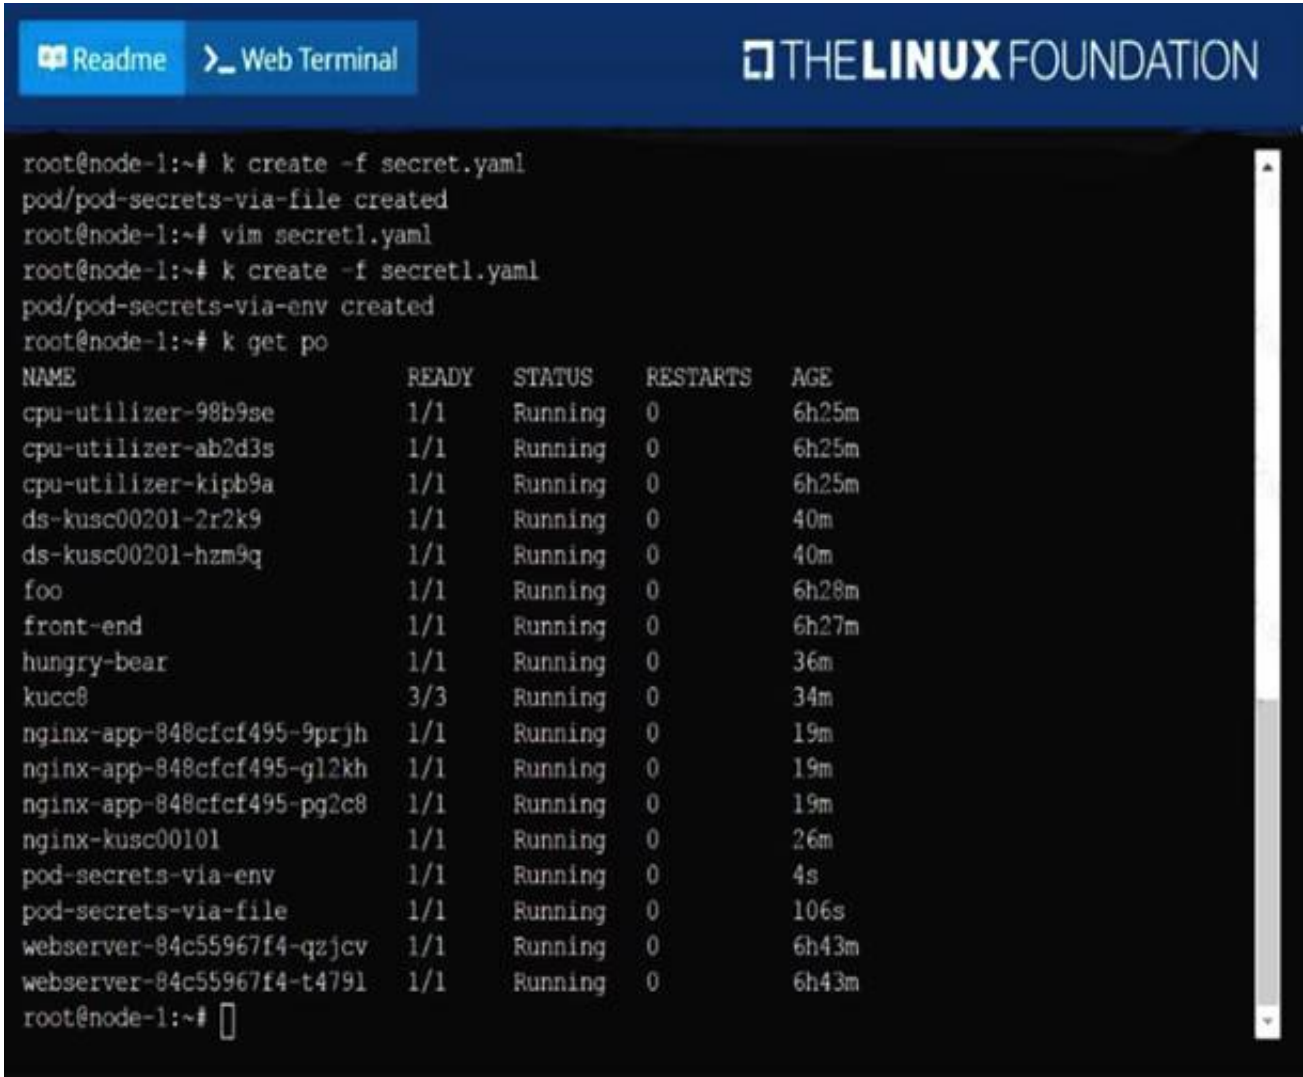 Readme Web Terminal THE LINUX FOUNDATION
root@node-1:~# k create -f secret.yaml
pod/pod-secrets-via-file created
root@node-1:~# vim secret1.yaml
root@node-1:~# k create -f secret1.yaml
pod/pod-secrets-via-env created
root@node-1:~# k get po
NAME READY STATUS RESTARTS AGE
cpu-utilizer-98b9se 1/1 Running 0 6h25m
cpu-utilizer-ab2d3s 1/1 Running 0 6h25m
cpu-utilizer-kipb9a 1/1 Running 0 6h25m
ds-kusc00201-2r2k9 1/1 Running 0 40m
ds-kusc00201-hzm9q 1/1 Running 0 40m
foo 1/1 Running 0 6h28m
front-end 1/1 Running 0 6h27m
hungry-bear 1/1 Running 0 36m
kucc8 3/3 Running 0 34m
nginx-app-848cfcf495-9prjh 1/1 Running 0 19m
nginx-app-848cfcf495-gl2kh 1/1 Running 0 19m
nginx-app-848cfcf495-pg2c8 1/1 Running 0 19m
nginx-kusc00101 1/1 Running 0 26m
pod-secrets-via-env 1/1 Running 0 4s
pod-secrets-via-file 1/1 Running 0 106s
webserver-84c55967f4-qzjcv 1/1 Running 0 6h43m
webserver-84c55967f4-t479l 1/1 Running 0 6h43m
root@node-1:~#